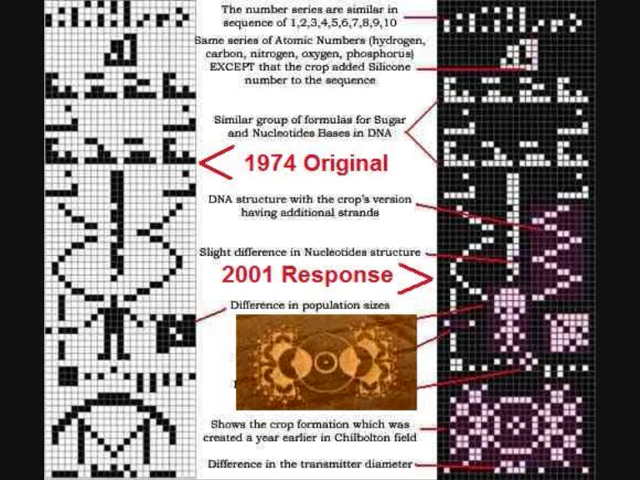 The number series are similar in
sequence of 1,2,3,4,5,6,7,8,9,10
Same series of Atomic Numbers (hydrogen,
carbon, nitrogen, oxygen, phosphorus)
EXCEPT that the crop added Silicone
number to the sequence
Similar group of formulas for Sugar
and Nucleotides Bases in DNA
1974 Original
DNA structure with the crop's version
having additional strands
Slight difference in Nucleotides structure
2001 Response
Difference in population sizes
Shows the crop formation which was
created a year earlier in Chilbolton field
Difference in the transmitter diameter